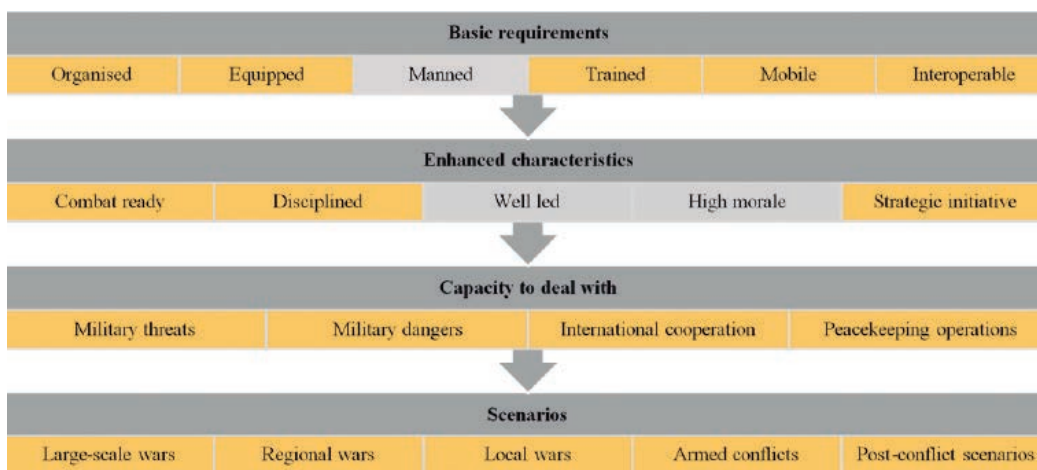 Basic requirements
Organised Equipped Manned Trained Mobile Interoperable
Enhanced characteristics
Combat ready Disciplined Well led High morale Strategic initiative
Capacity to deal with
Military threats Military dangers International cooperation Peacekeeping operations
Scenarios
Large-scale wars Regional wars Local wars Armed conflicts Post-conflict scenarios